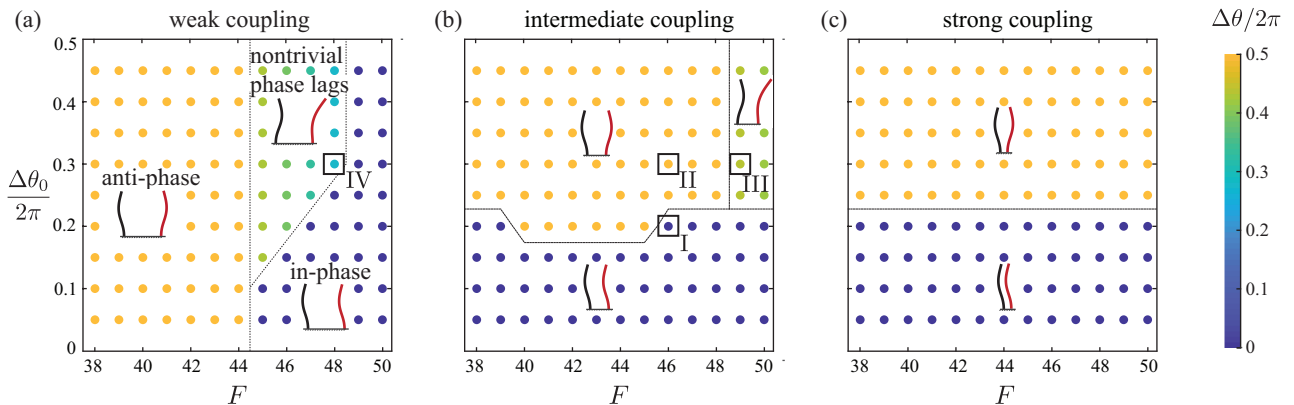 (a) weak coupling
(b) intermediate coupling
(c) strong coupling
Δθ/2π
Δθ₀/2π
0.5
0.4
0.3
0.2
0.1
0
nontrivial
phase lags
anti-phase
in-phase
IV
38 40 42 44 46 48 50
F
II
III
I
38 40 42 44 46 48 50
F
38 40 42 44 46 48 50
F
0.5
0.4
0.3
0.2
0.1
0